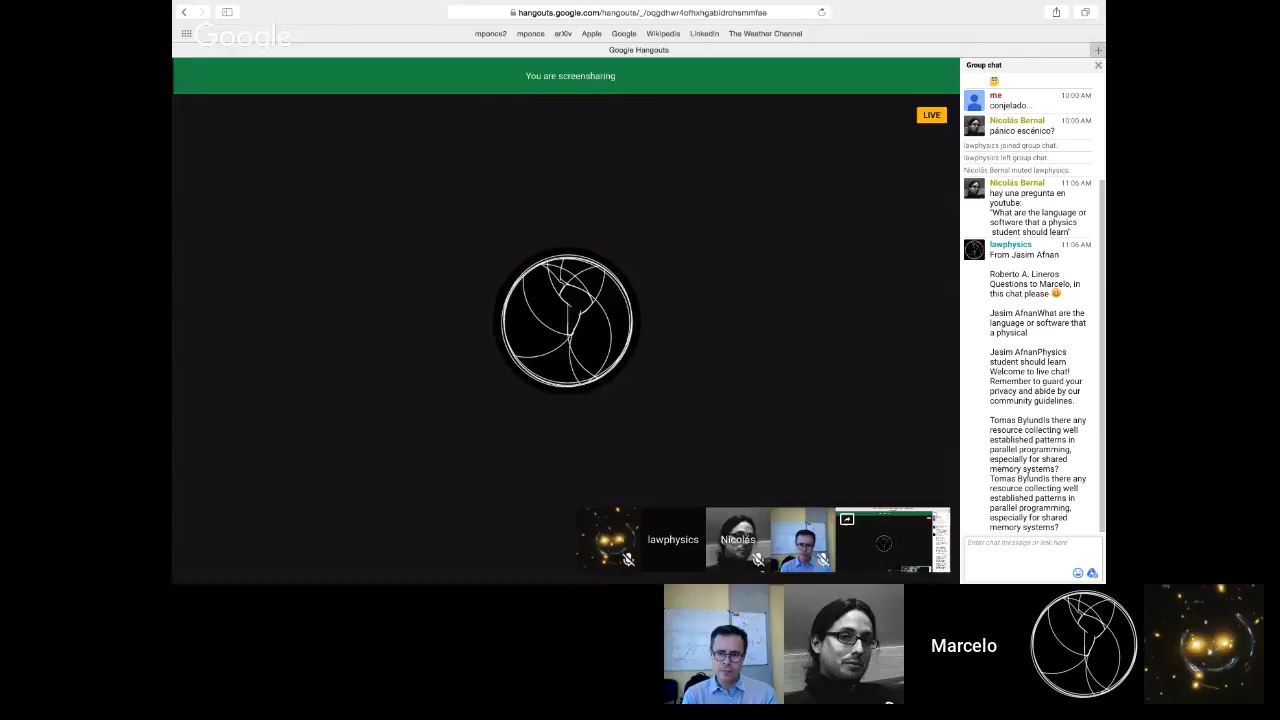 hangouts.google.com/hangouts/_/oqgdhwr4ofhxhgabidrohsmmfae
Google
mponce2 mponce arXiv Apple Google Wikipedia LinkedIn The Weather Channel
Google Hangouts
You are screensharing
LIVE
Group chat
me 10:00 AM
conjelado...
Nicolás Bernal 10:00 AM
pánico escénico?
lawphysics joined group chat.
lawphysics left group chat.
Nicolás Bernal muted lawphysics.
Nicolás Bernal 11:06 AM
hay una pregunta en
youtube:
"What are the language or
software that a physics
student should learn"
lawphysics 11:06 AM
From Jasim Afnan
Roberto A. Lineros
Questions to Marcelo, in
this chat please
Jasim AfnanWhat are the
language or software that
a physical
Jasim AfnanPhysics
student should learn
Welcome to live chat!
Remember to guard your
privacy and abide by our
community guidelines.
Tomas BylundIs there any
resource collecting well
established patterns in
parallel programming,
especially for shared
memory systems?
Tomas BylundIs there any
resource collecting well
established patterns in
parallel programming,
especially for shared
memory systems?
Enter chat message or link here
lawphysics
Nicolás
Marcelo